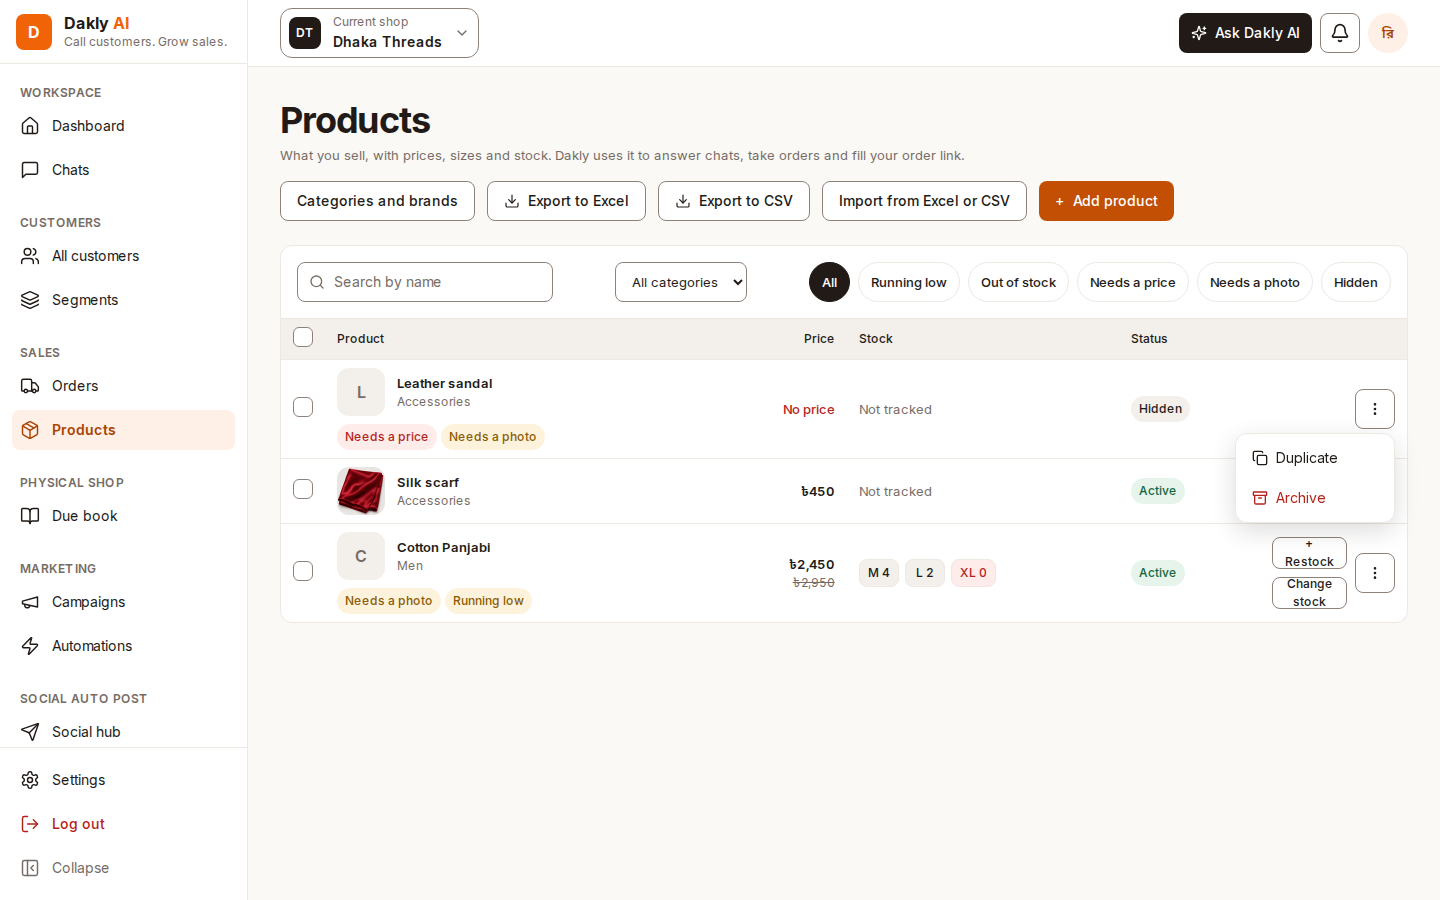 D
Dakly AI
Call customers. Grow sales.
WORKSPACE
Dashboard
Chats
CUSTOMERS
All customers
Segments
SALES
Orders
Products
PHYSICAL SHOP
Due book
MARKETING
Campaigns
Automations
SOCIAL AUTO POST
Social hub
Settings
Log out
Collapse
DT
Current shop
Dhaka Threads
Ask Dakly AI
রি
Products
What you sell, with prices, sizes and stock. Dakly uses it to answer chats, take orders and fill your order link.
Categories and brands
Export to Excel
Export to CSV
Import from Excel or CSV
+ Add product
Search by name
All categories
All
Running low
Out of stock
Needs a price
Needs a photo
Hidden
Product
Price
Stock
Status
L
Leather sandal
Accessories
Needs a price
Needs a photo
No price
Not tracked
Hidden
Duplicate
Archive
Silk scarf
Accessories
৳450
Not tracked
Active
C
Cotton Panjabi
Men
Needs a photo
Running low
৳2,450
৳2,950
M 4
L 2
XL 0
Active
+
Restock
Change
stock